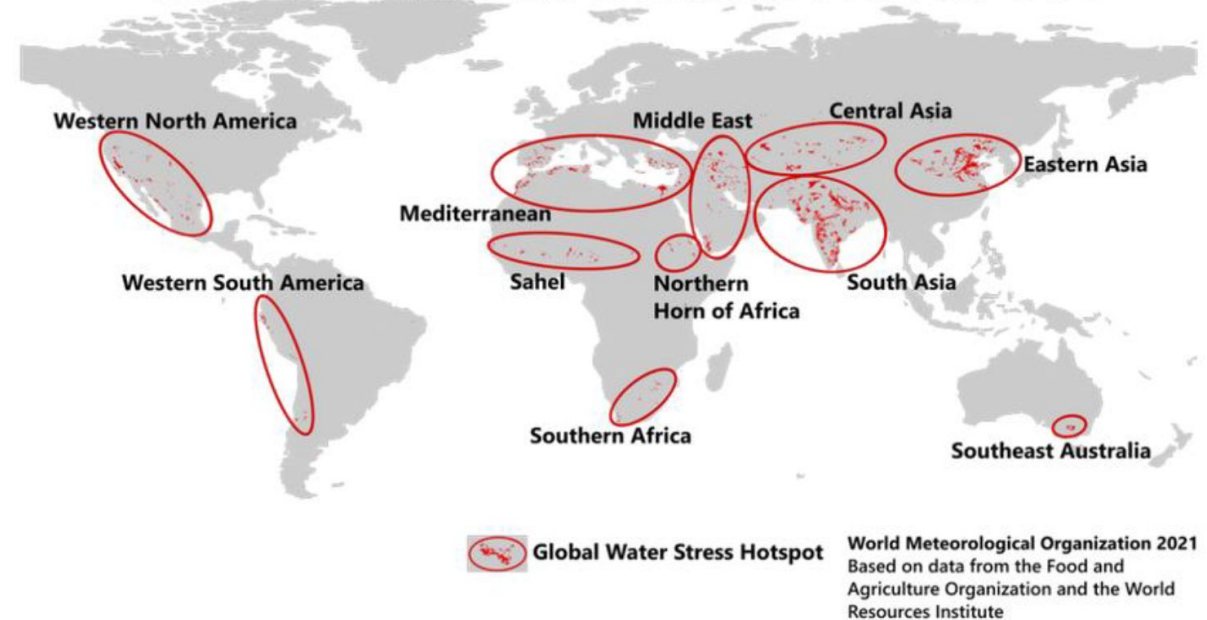 Western North America
Middle East
Central Asia
Eastern Asia
Mediterranean
Western South America
Sahel
Northern
Horn of Africa
South Asia
Southern Africa
Southeast Australia
Global Water Stress Hotspot
World Meteorological Organization 2021
Based on data from the Food and
Agriculture Organization and the World
Resources Institute